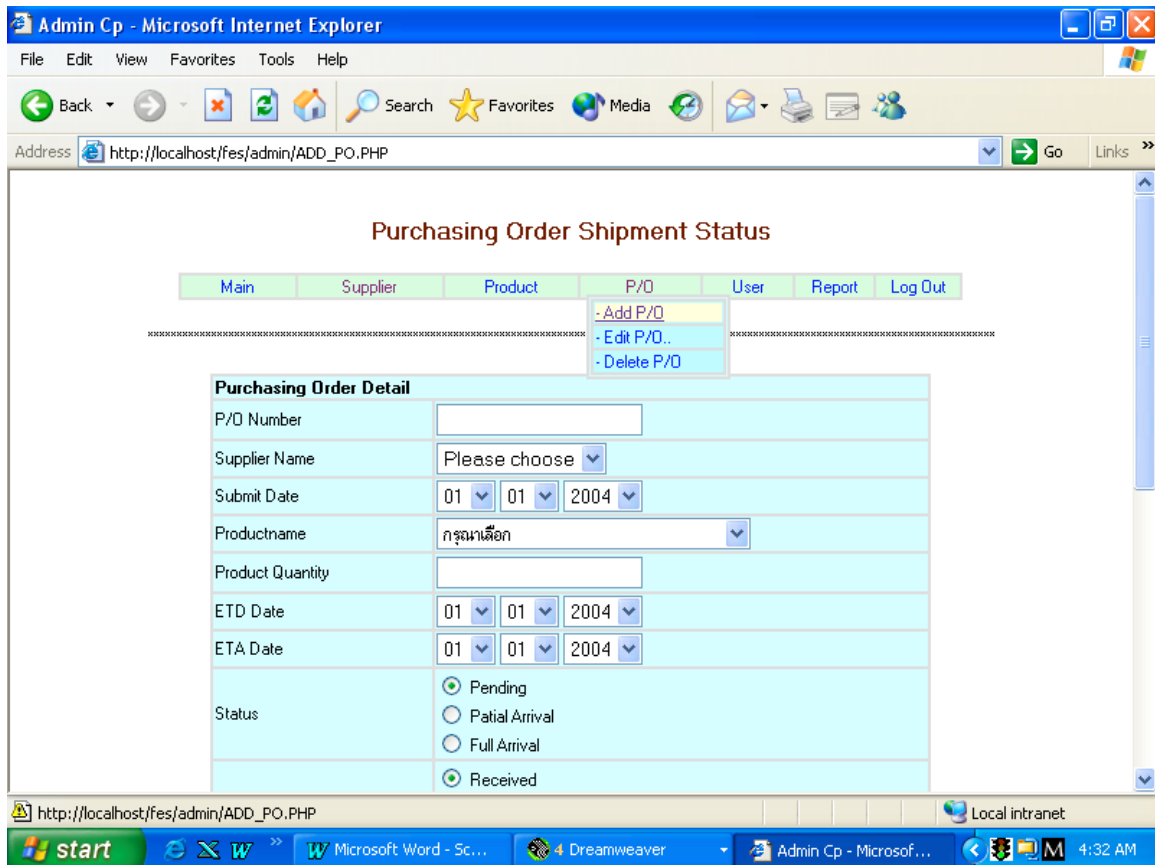 Admin Cp - Microsoft Internet Explorer
File Edit View Favorites Tools Help
Back Search Favorites Media
Address http://localhost/fes/admin/ADD_PO.PHP Go Links »
Purchasing Order Shipment Status
Main Supplier Product P/O User Report Log Out
- Add P/O
- Edit P/O..
- Delete P/O
Purchasing Order Detail
P/O Number
Supplier Name Please choose
Submit Date 01 01 2004
Productname กรุณาเลือก
Product Quantity
ETD Date 01 01 2004
ETA Date 01 01 2004
Status
Pending
Patial Arrival
Full Arrival
Received
http://localhost/fes/admin/ADD_PO.PHP Local intranet
start » Microsoft Word - Sc... 4 Dreamweaver Admin Cp - Microsof... 4:32 AM